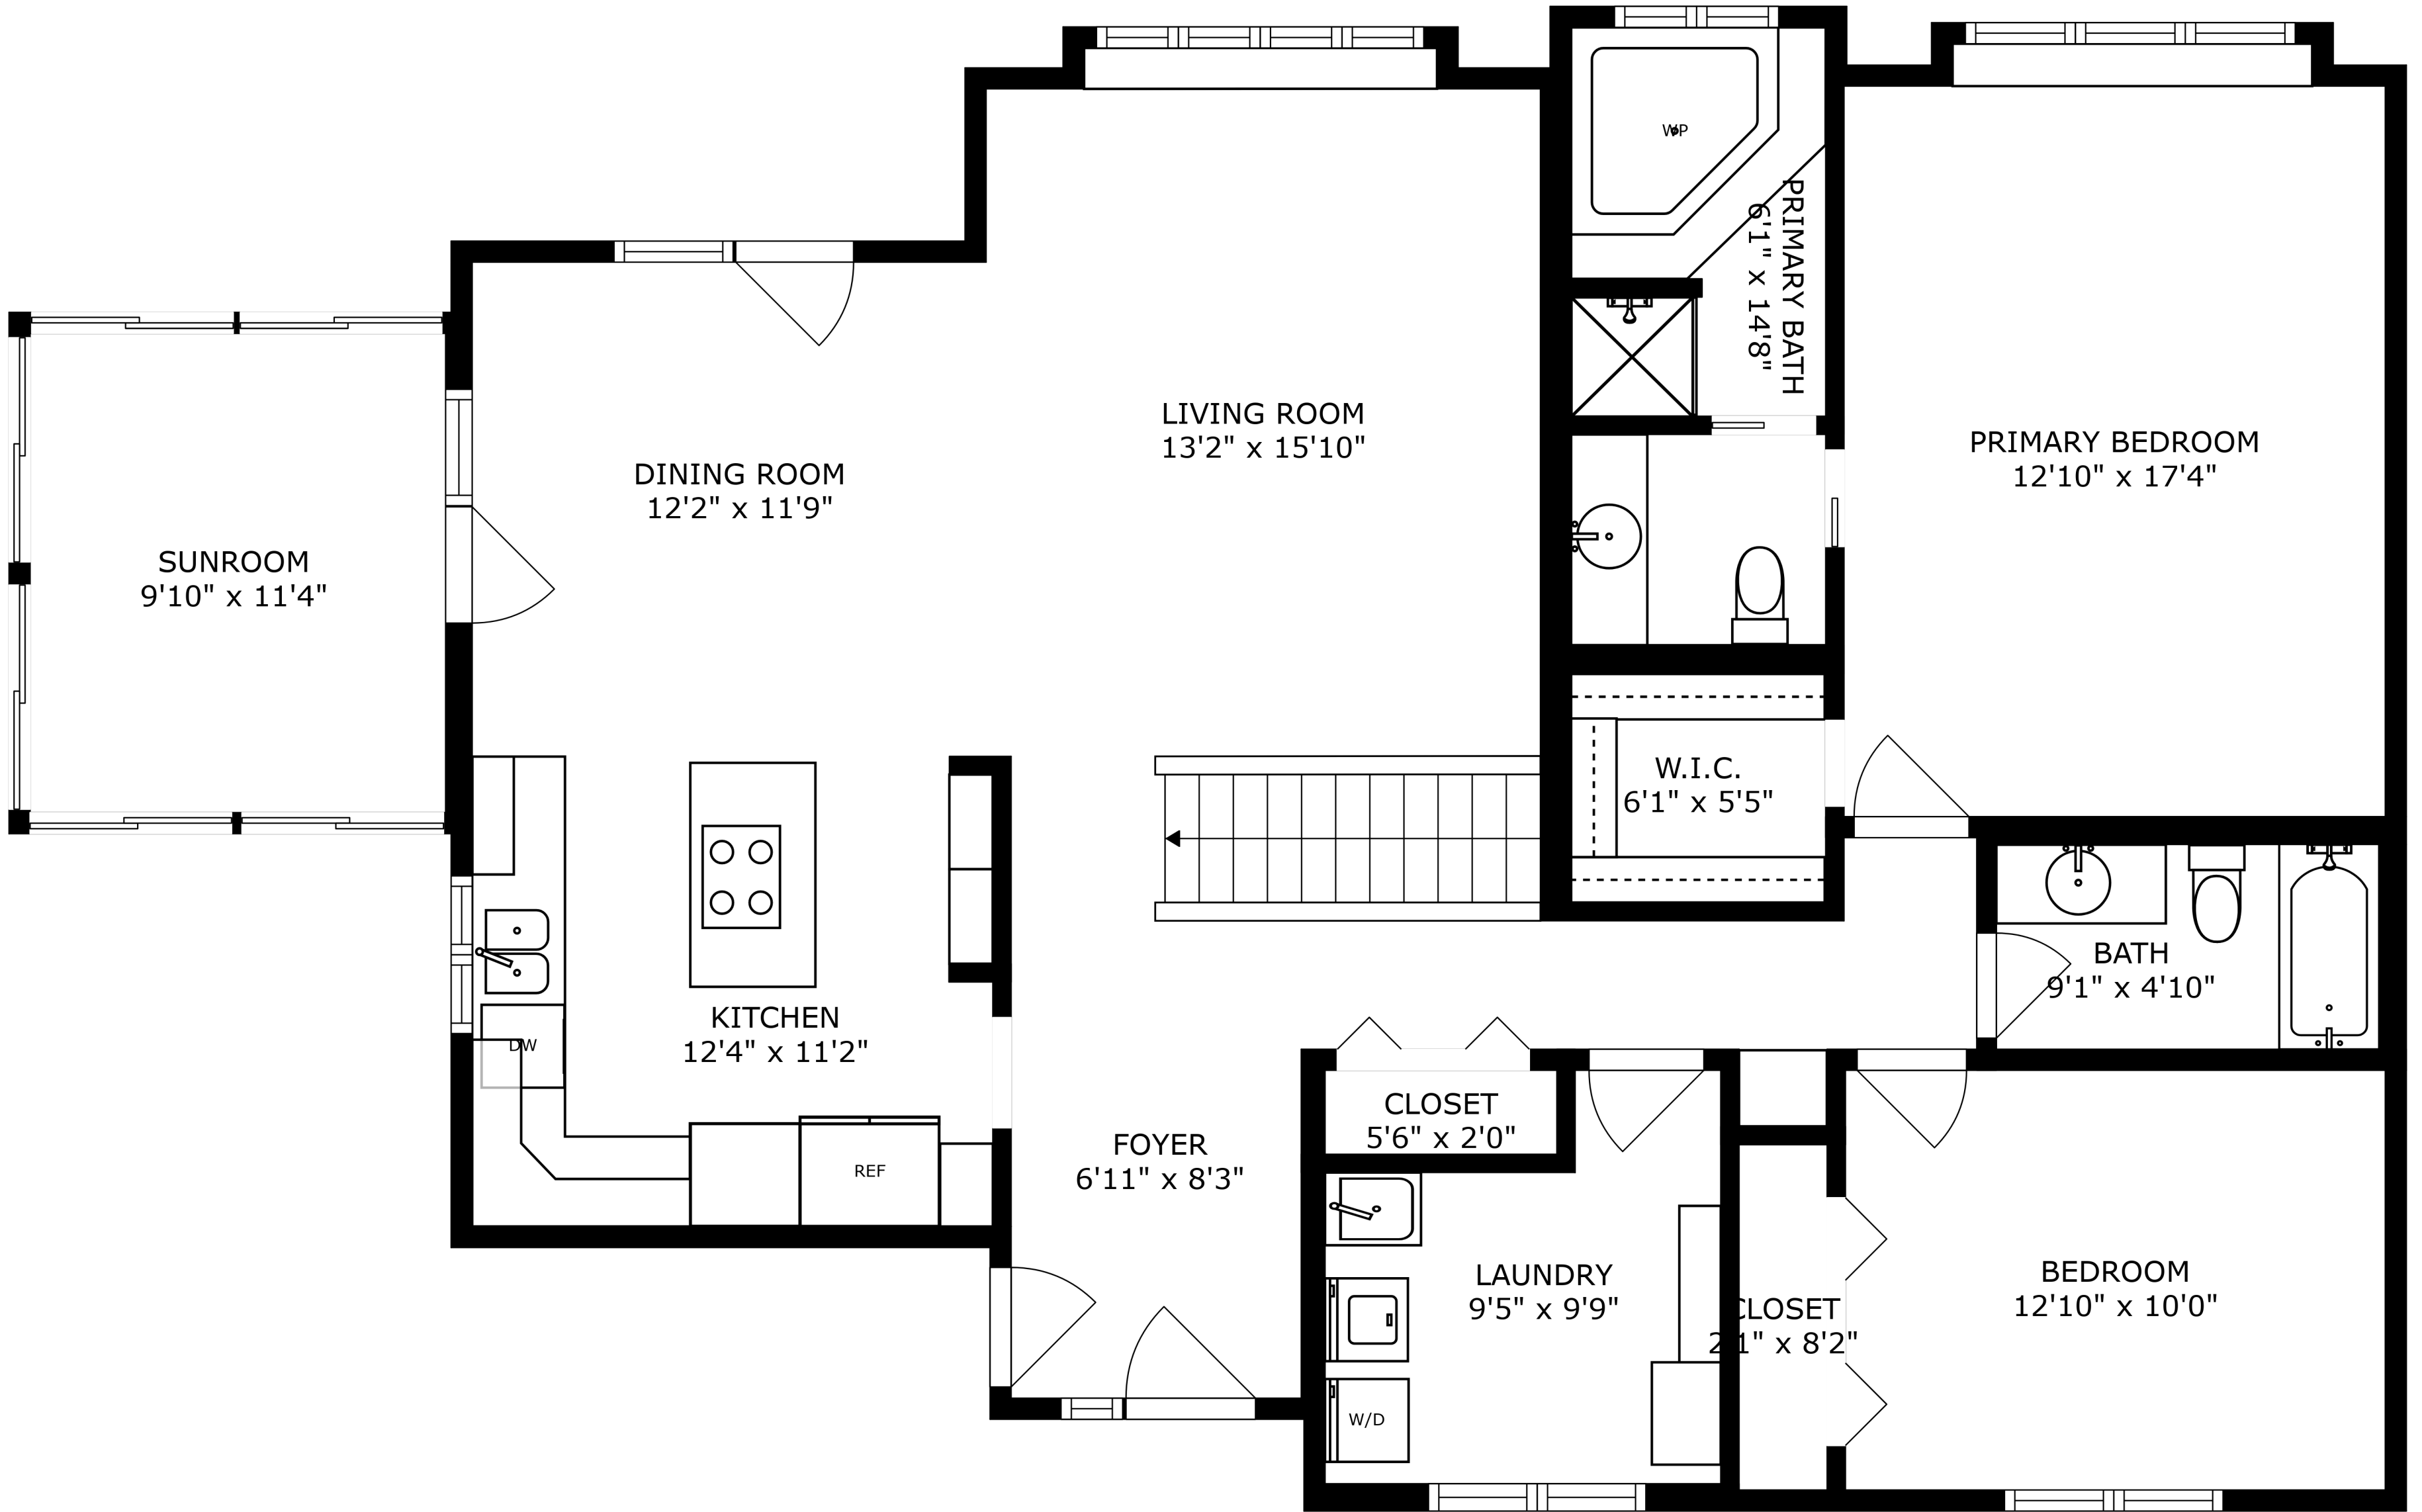 WP
PRIMARY BATH
6'1" x 14'8"
LIVING ROOM
13'2" x 15'10"
PRIMARY BEDROOM
12'10" x 17'4"
DINING ROOM
12'2" x 11'9"
SUNROOM
9'10" x 11'4"
W.I.C.
6'1" x 5'5"
BATH
9'1" x 4'10"
KITCHEN
12'4" x 11'2"
DW
CLOSET
5'6" x 2'0"
FOYER
6'11" x 8'3"
REF
LAUNDRY
9'5" x 9'9"
BEDROOM
12'10" x 10'0"
CLOSET
2'1" x 8'2"
W/D